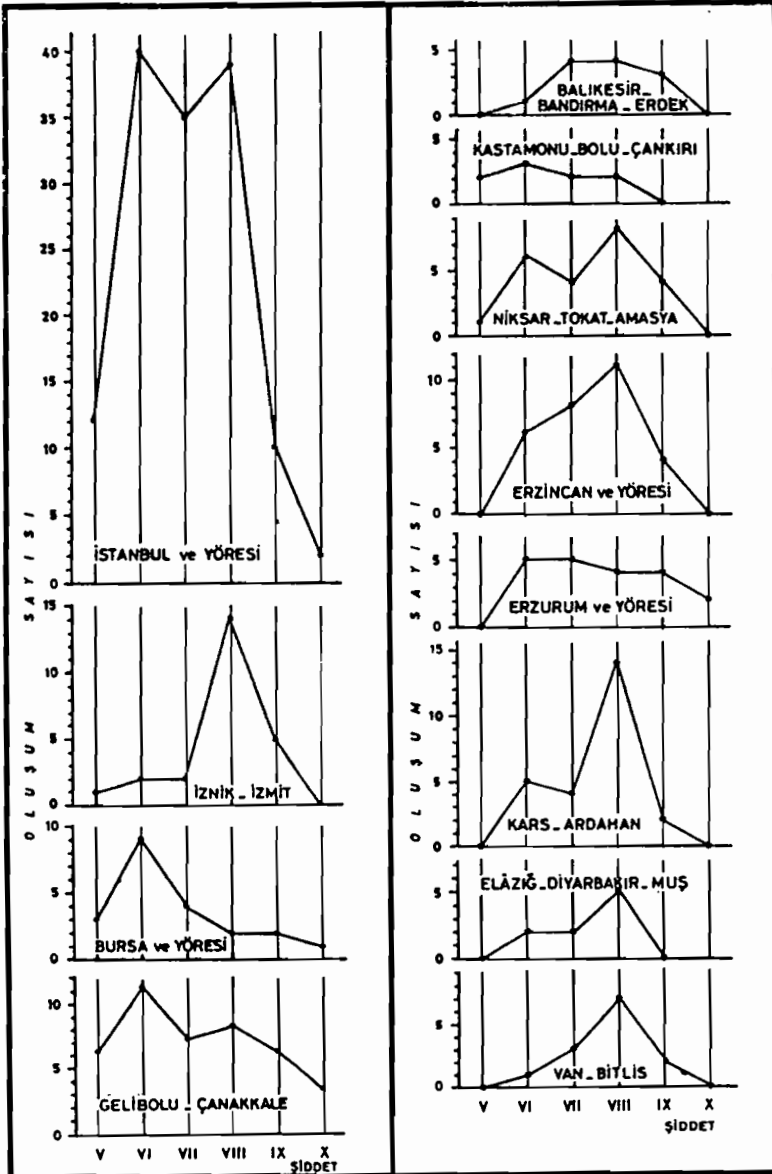 40
35
30
25
20
15
10
5
0
İSTANBUL ve YÖRESİ
15
10
5
0
İZNİK_İZMİT
10
5
0
BURSA ve YÖRESİ
10
5
0
GELİBOLU _ ÇANAKKALE
V VI VII VIII IX X
ŞİDDET
OLUŞUM SAYISI
5
0
BALIKESİR_
BANDIRMA_ERDEK
5
0
KASTAMONU_BOLU_ÇANKIRI
5
0
NİKSAR_TOKAT_AMASYA
10
5
0
ERZİNCAN ve YÖRESİ
5
0
ERZURUM ve YÖRESİ
15
10
5
0
KARS_ARDAHAN
5
0
ELÂZIĞ_DİYARBAKIR_MUŞ
5
0
VAN_BİTLİS
V VI VII VIII IX X
ŞİDDET
OLUŞUM SAYISI